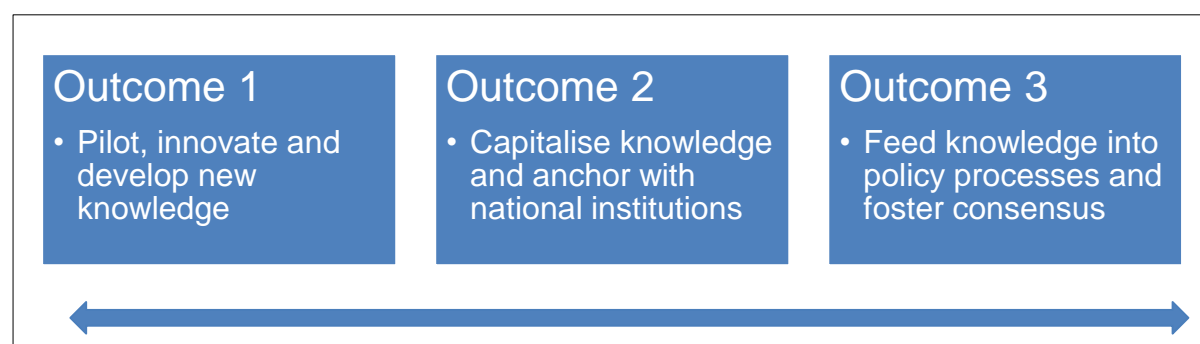 Outcome 1
• Pilot, innovate and
develop new
knowledge
Outcome 2
• Capitalise knowledge
and anchor with
national institutions
Outcome 3
• Feed knowledge into
policy processes and
foster consensus